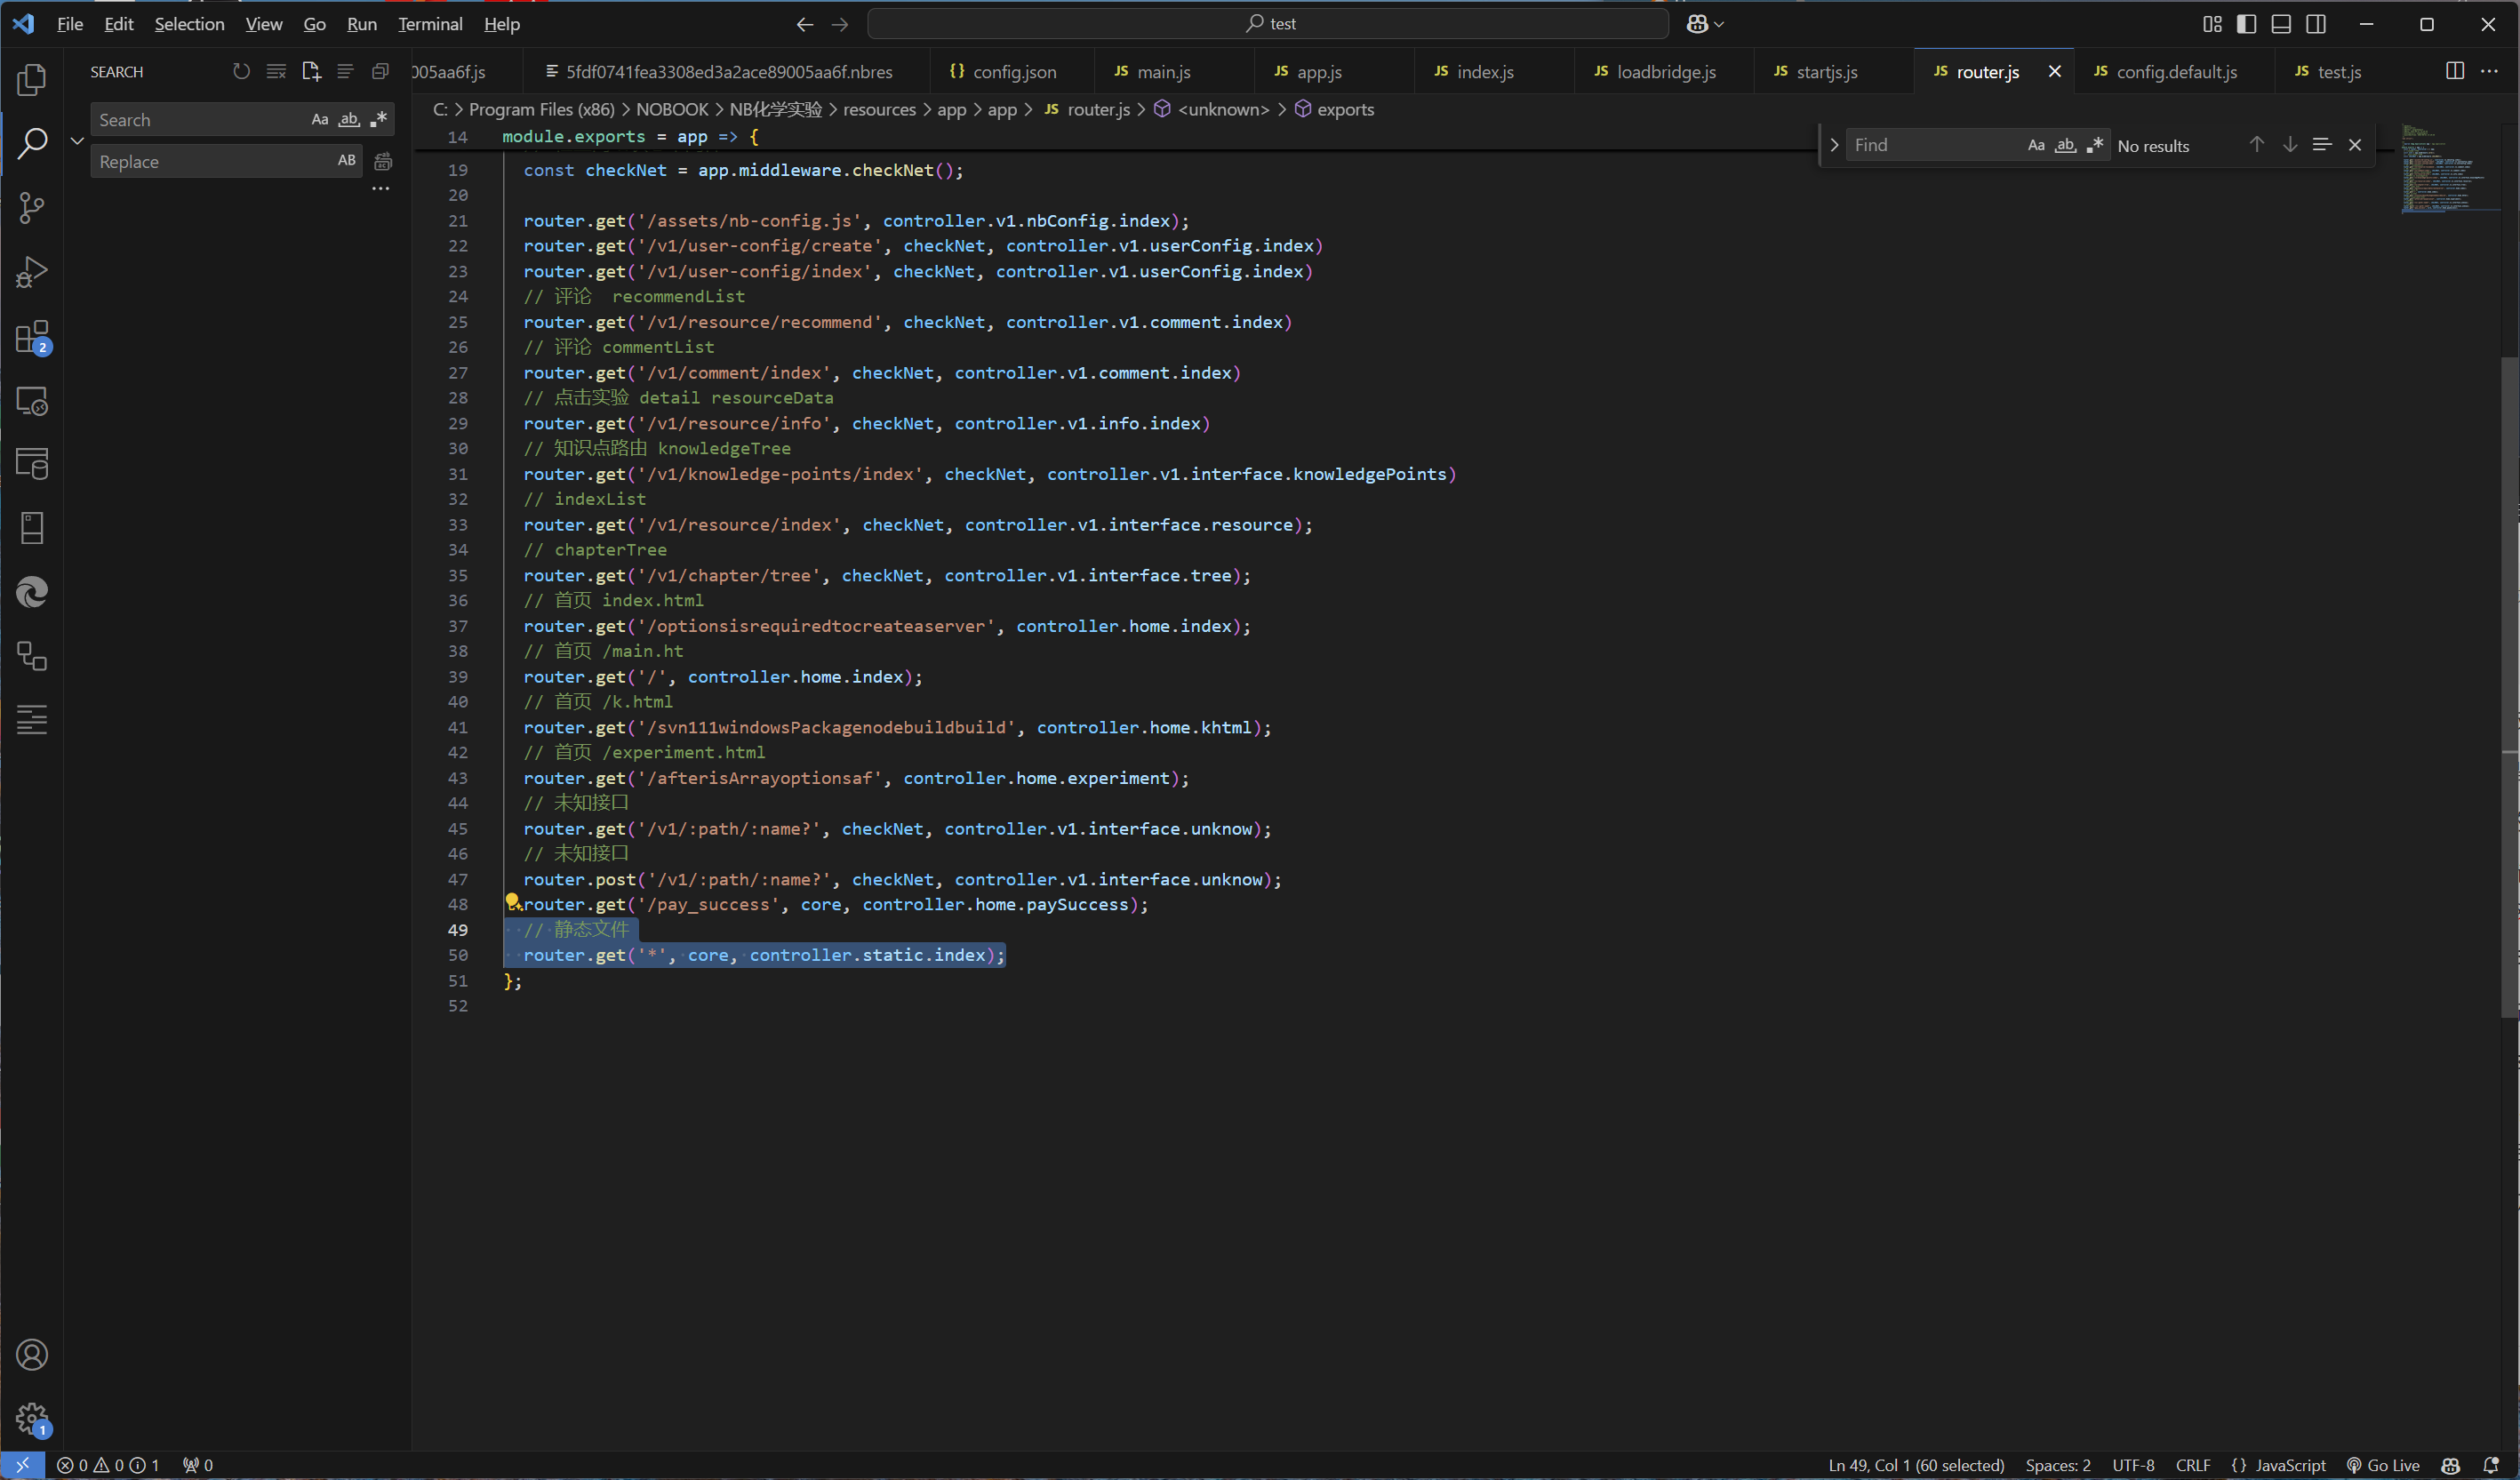 File Edit Selection View Go Run Terminal Help
test
SEARCH
Search
Aa ab
Replace
AB
2
1
005aa6f.js
5fdf0741fea3308ed3a2ace89005aa6f.nbres
{} config.json
JS main.js
JS app.js
JS index.js
JS loadbridge.js
JS startjs.js
JS router.js
JS config.default.js
JS test.js
C: > Program Files (x86) > NOBOOK > NB化学实验 > resources > app > app > JS router.js > <unknown> > exports
Find
Aa ab
No results
14 module.exports = app => {
19 const checkNet = app.middleware.checkNet();
20
21 router.get('/assets/nb-config.js', controller.v1.nbConfig.index);
22 router.get('/v1/user-config/create', checkNet, controller.v1.userConfig.index)
23 router.get('/v1/user-config/index', checkNet, controller.v1.userConfig.index)
24 // 评论  recommendList
25 router.get('/v1/resource/recommend', checkNet, controller.v1.comment.index)
26 // 评论 commentList
27 router.get('/v1/comment/index', checkNet, controller.v1.comment.index)
28 // 点击实验 detail resourceData
29 router.get('/v1/resource/info', checkNet, controller.v1.info.index)
30 // 知识点路由 knowledgeTree
31 router.get('/v1/knowledge-points/index', checkNet, controller.v1.interface.knowledgePoints)
32 // indexList
33 router.get('/v1/resource/index', checkNet, controller.v1.interface.resource);
34 // chapterTree
35 router.get('/v1/chapter/tree', checkNet, controller.v1.interface.tree);
36 // 首页 index.html
37 router.get('/optionsisrequiredtocreateaserver', controller.home.index);
38 // 首页 /main.ht
39 router.get('/', controller.home.index);
40 // 首页 /k.html
41 router.get('/svn111windowsPackagenodebuildbuild', controller.home.khtml);
42 // 首页 /experiment.html
43 router.get('/afterisArrayoptionsaf', controller.home.experiment);
44 // 未知接口
45 router.get('/v1/:path/:name?', checkNet, controller.v1.interface.unknow);
46 // 未知接口
47 router.post('/v1/:path/:name?', checkNet, controller.v1.interface.unknow);
48 router.get('/pay_success', core, controller.home.paySuccess);
49 // 静态文件
50 router.get('*', core, controller.static.index);
51 };
52
0 0 1 0
Ln 49, Col 1 (60 selected) Spaces: 2 UTF-8 CRLF {} JavaScript Go Live